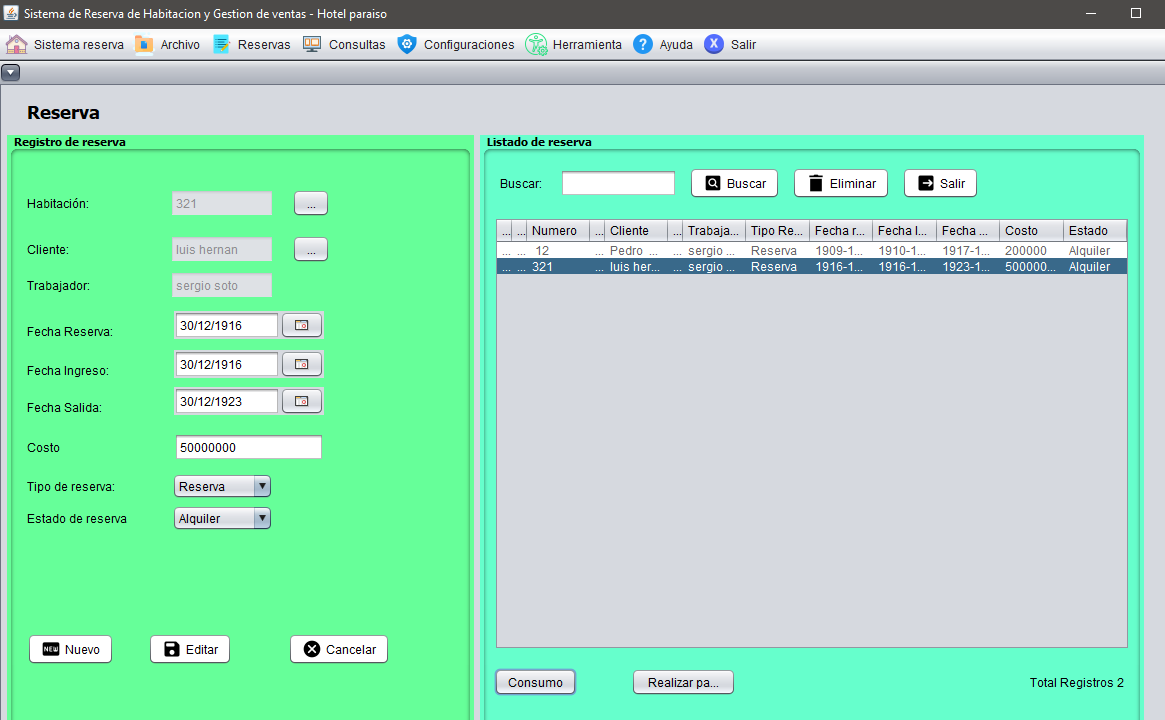 Sistema de Reserva de Habitacion y Gestion de ventas - Hotel paraiso
Sistema reserva Archivo Reservas Consultas Configuraciones Herramienta ? Ayuda X Salir
Reserva
Registro de reserva
Habitación: 321 ...
Cliente: luis hernan ...
Trabajador: sergio soto
Fecha Reserva: 30/12/1916
Fecha Ingreso: 30/12/1916
Fecha Salida: 30/12/1923
Costo 50000000
Tipo de reserva: Reserva
Estado de reserva Alquiler
NEW Nuevo Editar Cancelar
Listado de reserva
Buscar: Buscar Eliminar Salir
... ... Numero ... Cliente ... Trabaja... Tipo Re... Fecha r... Fecha I... Fecha ... Costo Estado
... ... 12 ... Pedro ... ... sergio ... Reserva 1909-1... 1910-1... 1917-1... 200000 Alquiler
... ... 321 ... luis her... ... sergio ... Reserva 1916-1... 1916-1... 1923-1... 500000... Alquiler
Consumo Realizar pa... Total Registros 2